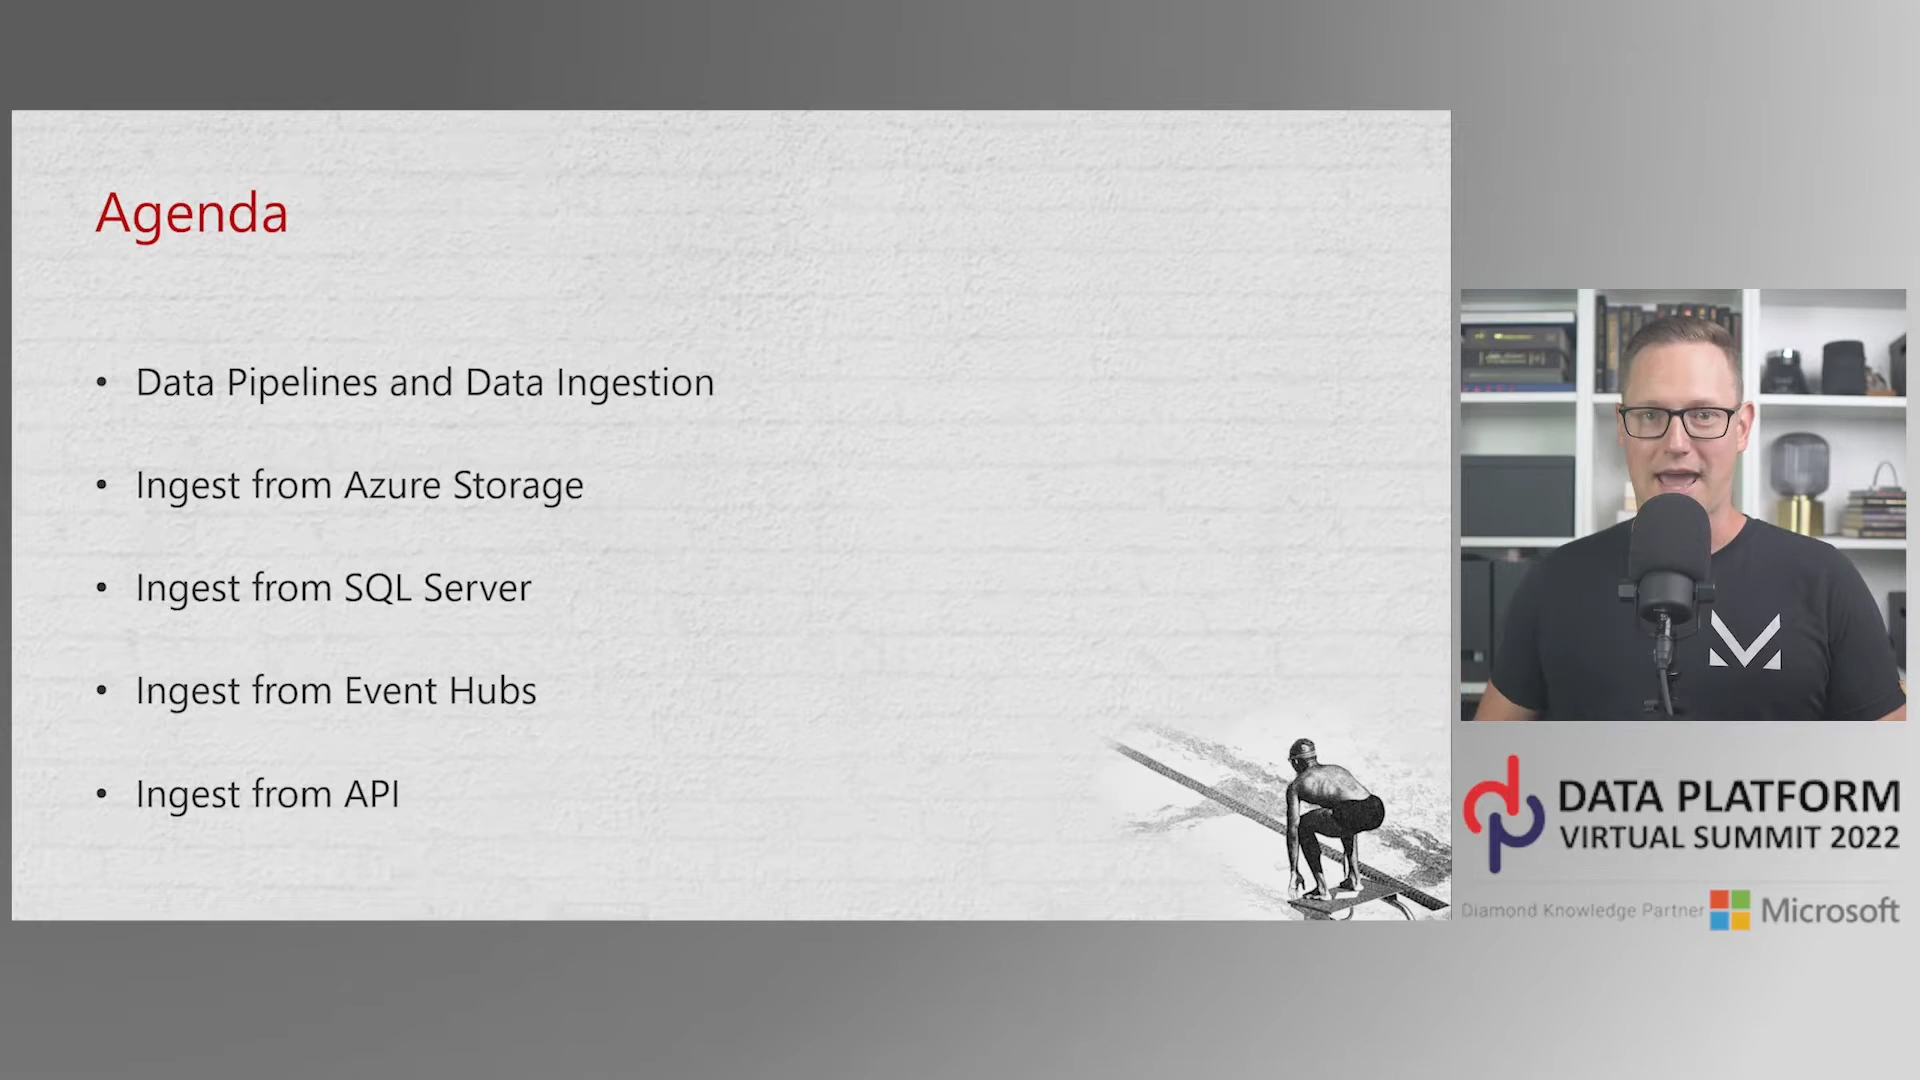 Agenda
• Data Pipelines and Data Ingestion
• Ingest from Azure Storage
• Ingest from SQL Server
• Ingest from Event Hubs
• Ingest from API
DATA PLATFORM
VIRTUAL SUMMIT 2022
Diamond Knowledge Partner Microsoft